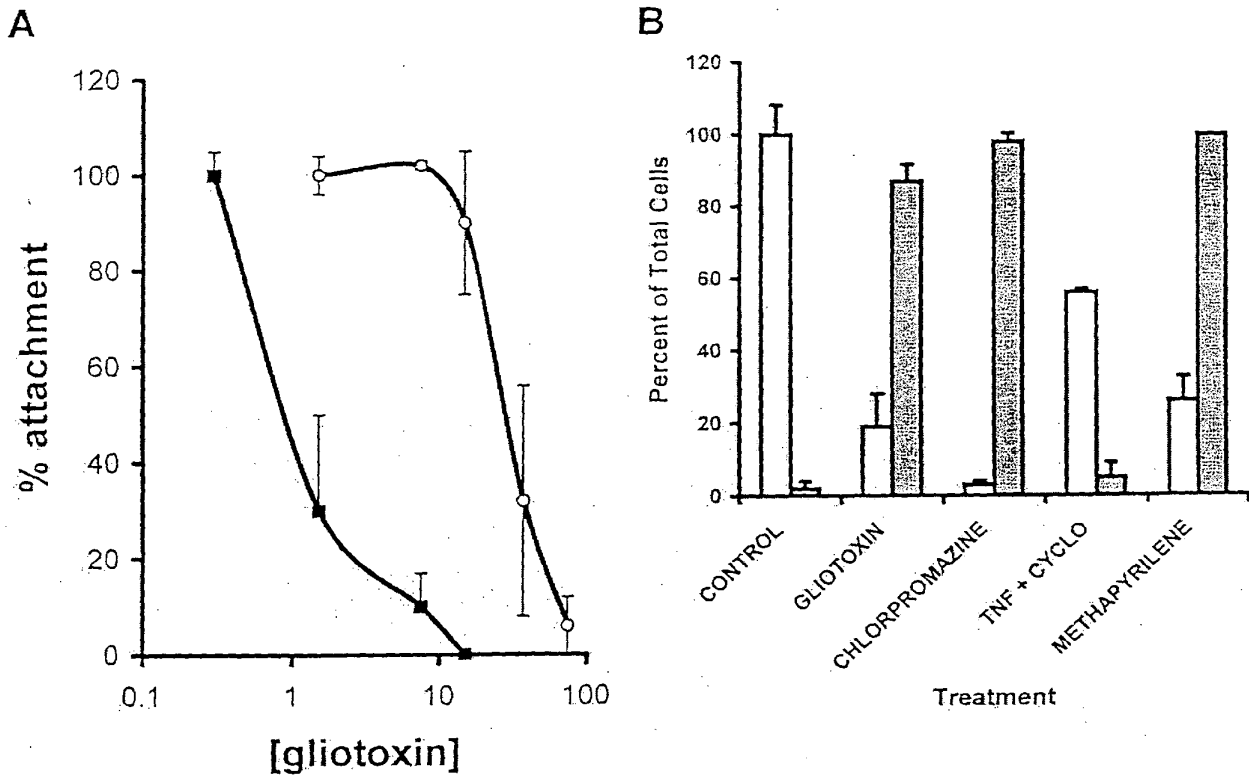 A
% attachment
120
100
80
60
40
20
0
0.1
1
10
100
[gliotoxin]
B
Percent of Total Cells
120
100
80
60
40
20
0
CONTROL
GLIOTOXIN
CHLORPROMAZINE
TNF + CYCLO
METHAPYRILENE
Treatment